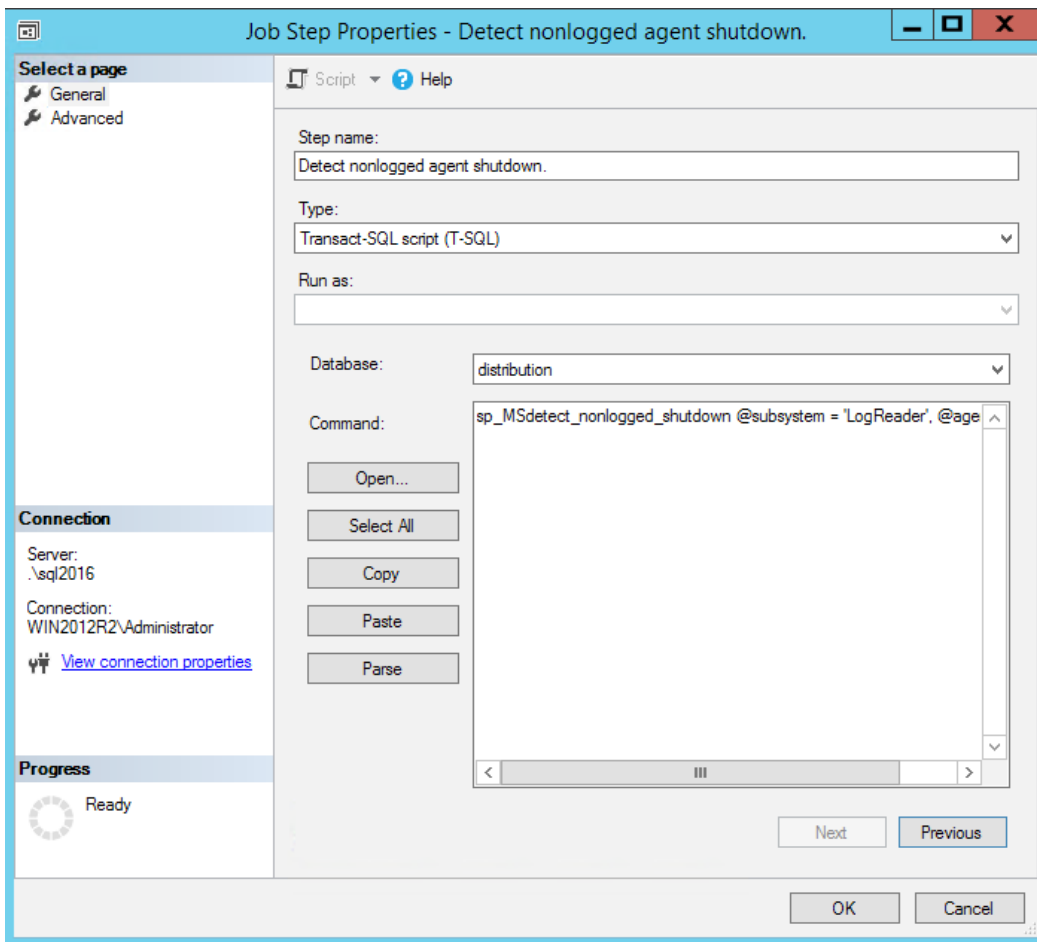 Job Step Properties - Detect nonlogged agent shutdown.
Select a page
General
Advanced
Script
Help
Step name:
Detect nonlogged agent shutdown.
Type:
Transact-SQL script (T-SQL)
Run as:
Database:
distribution
Command:
sp_MSdetect_nonlogged_shutdown @subsystem = 'LogReader', @age
Open...
Select All
Copy
Paste
Parse
Connection
Server:
.\sql2016
Connection:
WIN2012R2\Administrator
View connection properties
Progress
Ready
Next
Previous
OK
Cancel